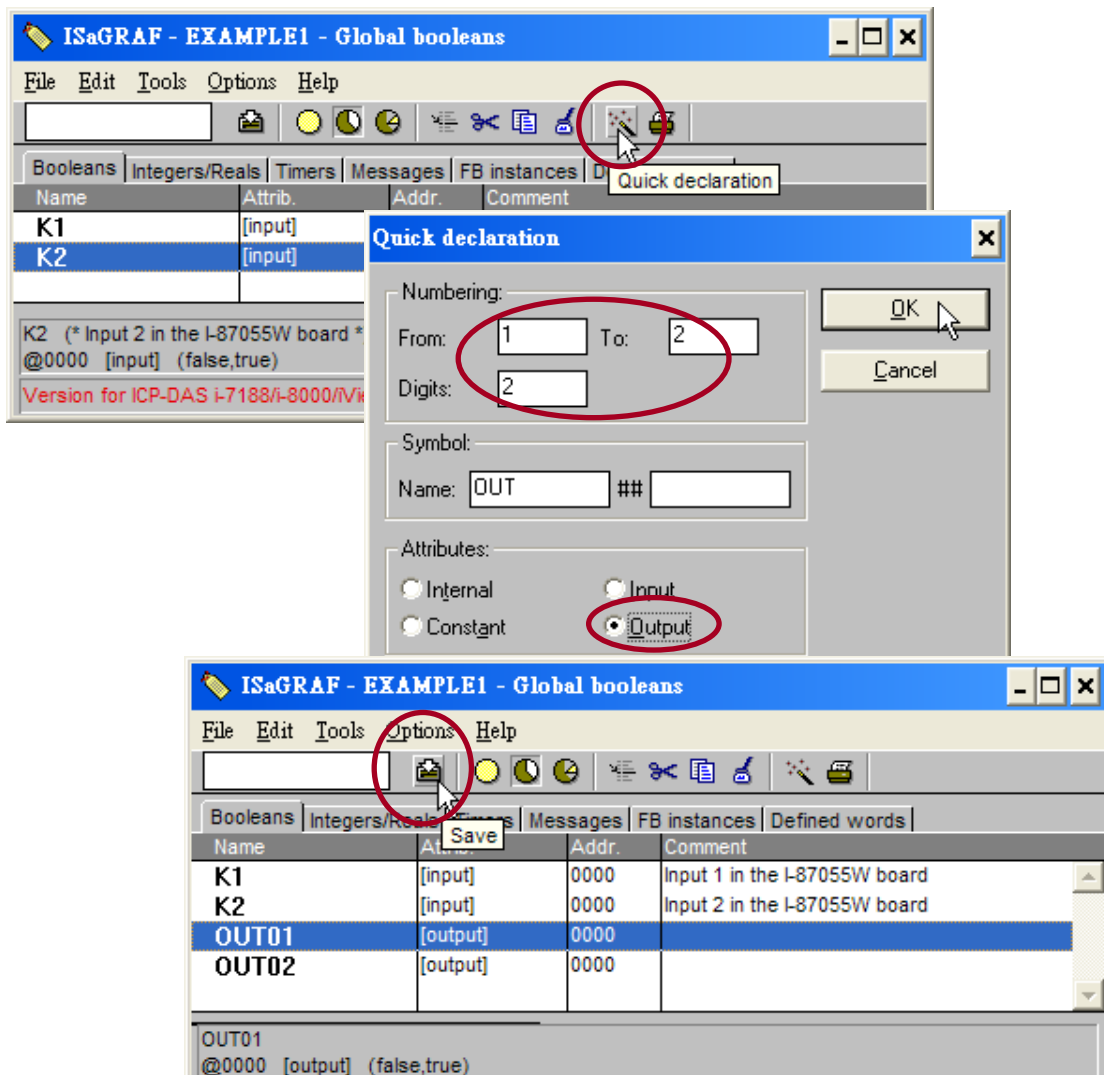 ISaGRAF - EXAMPLE1 - Global booleans
File Edit Tools Options Help
Booleans Integers/Reals Timers Messages FB instances
Quick declaration
Name Attrib. Addr. Comment
K1 [input]
K2 [input]
K2 (* Input 2 in the I-87055W board *
@0000 [input] (false,true)
Version for ICP-DAS i-7188/i-8000/
Quick declaration
Numbering:
From: 1 To: 2
Digits: 2
OK
Cancel
Symbol:
Name: OUT ##
Attributes:
Internal Input
Constant Output
ISaGRAF - EXAMPLE1 - Global booleans
File Edit Tools Options Help
Booleans Integers/Reals Timers Messages FB instances Defined words
Save
Name Attrib. Addr. Comment
K1 [input] 0000 Input 1 in the I-87055W board
K2 [input] 0000 Input 2 in the I-87055W board
OUT01 [output] 0000
OUT02 [output] 0000
OUT01
@0000 [output] (false,true)